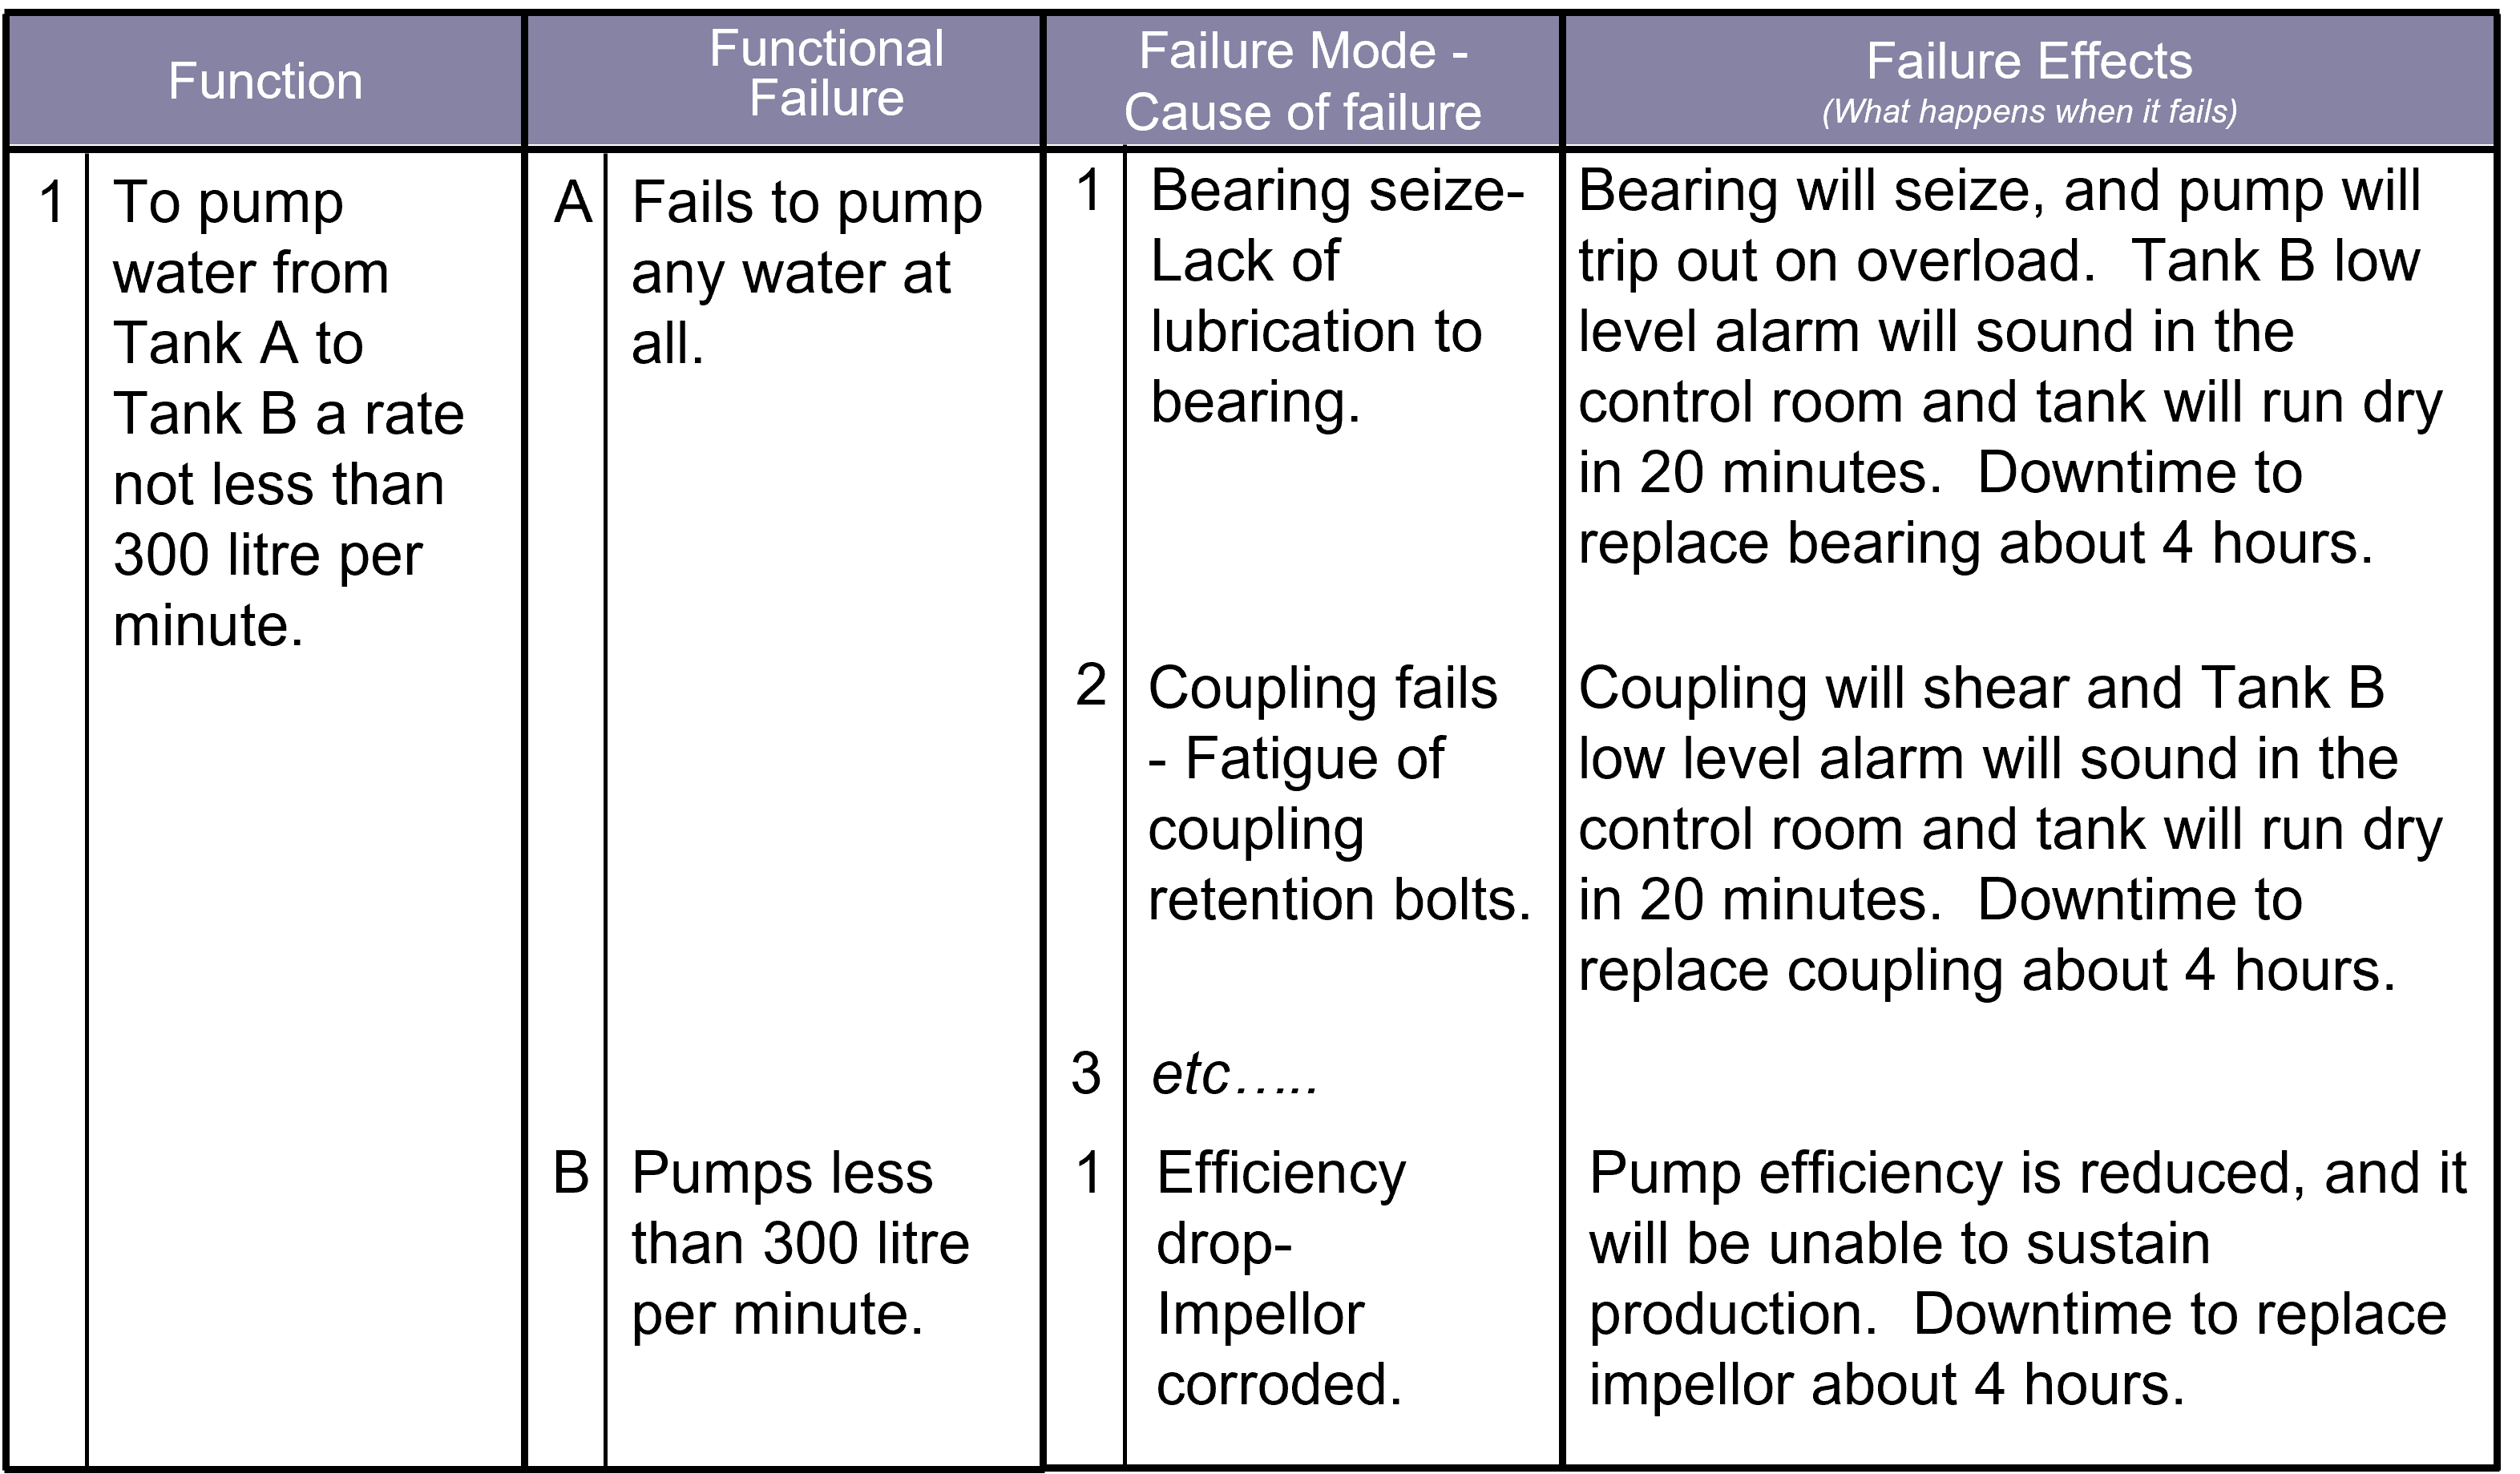 Function
Functional
Failure
Failure Mode -
Cause of failure
Failure Effects
(What happens when it fails)
1
To pump
water from
Tank A to
Tank B a rate
not less than
300 litre per
minute.
A
Fails to pump
any water at
all.
1
Bearing seize-
Lack of
lubrication to
bearing.
Bearing will seize, and pump will
trip out on overload. Tank B low
level alarm will sound in the
control room and tank will run dry
in 20 minutes. Downtime to
replace bearing about 4 hours.
2
Coupling fails
- Fatigue of
coupling
retention bolts.
Coupling will shear and Tank B
low level alarm will sound in the
control room and tank will run dry
in 20 minutes. Downtime to
replace coupling about 4 hours.
3
etc…..
B
Pumps less
than 300 litre
per minute.
1
Efficiency
drop-
Impellor
corroded.
Pump efficiency is reduced, and it
will be unable to sustain
production. Downtime to replace
impellor about 4 hours.